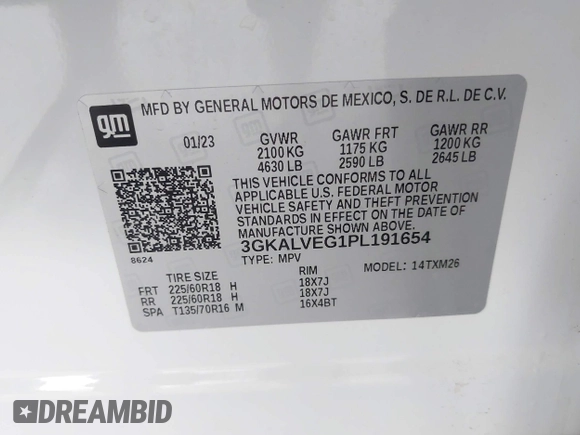 gm
MFD BY GENERAL MOTORS DE MEXICO, S. DE R.L. DE C.V.
01/23 GVWR GAWR FRT GAWR RR
2100 KG 1175 KG 1200 KG
4630 LB 2590 LB 2645 LB
THIS VEHICLE CONFORMS TO ALL
APPLICABLE U.S. FEDERAL MOTOR
VEHICLE SAFETY AND THEFT PREVENTION
STANDARDS IN EFFECT ON THE DATE OF
MANUFACTURE SHOWN ABOVE.
3GKALVEG1PL191654
8624 TYPE: MPV MODEL: 14TXM26
TIRE SIZE RIM
FRT 225/60R18 H 18X7J
RR 225/60R18 H 18X7J
SPA T135/70R16 M 16X4BT
DREAMBID